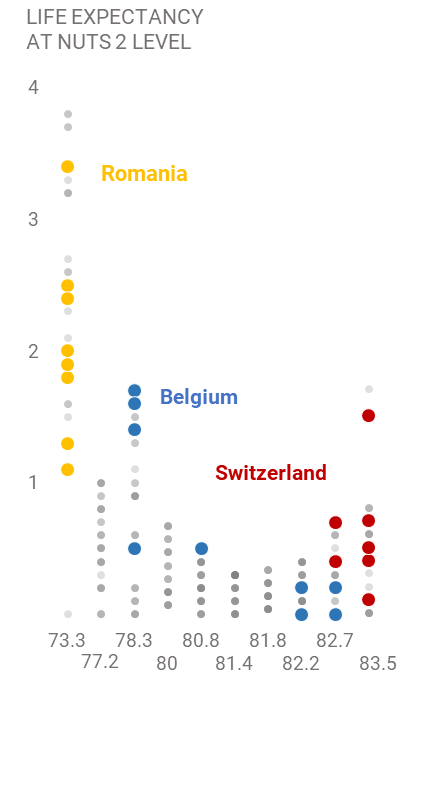 LIFE EXPECTANCY
AT NUTS 2 LEVEL
4
Romania
3
2
Belgium
Switzerland
1
73.3 78.3 80.8 81.8 82.7
77.2 80 81.4 82.2 83.5